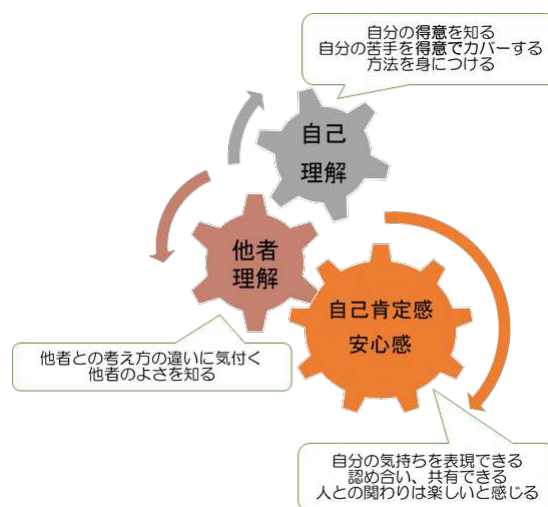 自分の得意を知る
自分の苦手を得意でカバーする
方法を身につける
自己
理解
他者
理解
自己肯定感
安心感
他者との考え方の違いに気付く
他者のよさを知る
自分の気持ちを表現できる
認め合い、共有できる
人との関わりは楽しいと感じる